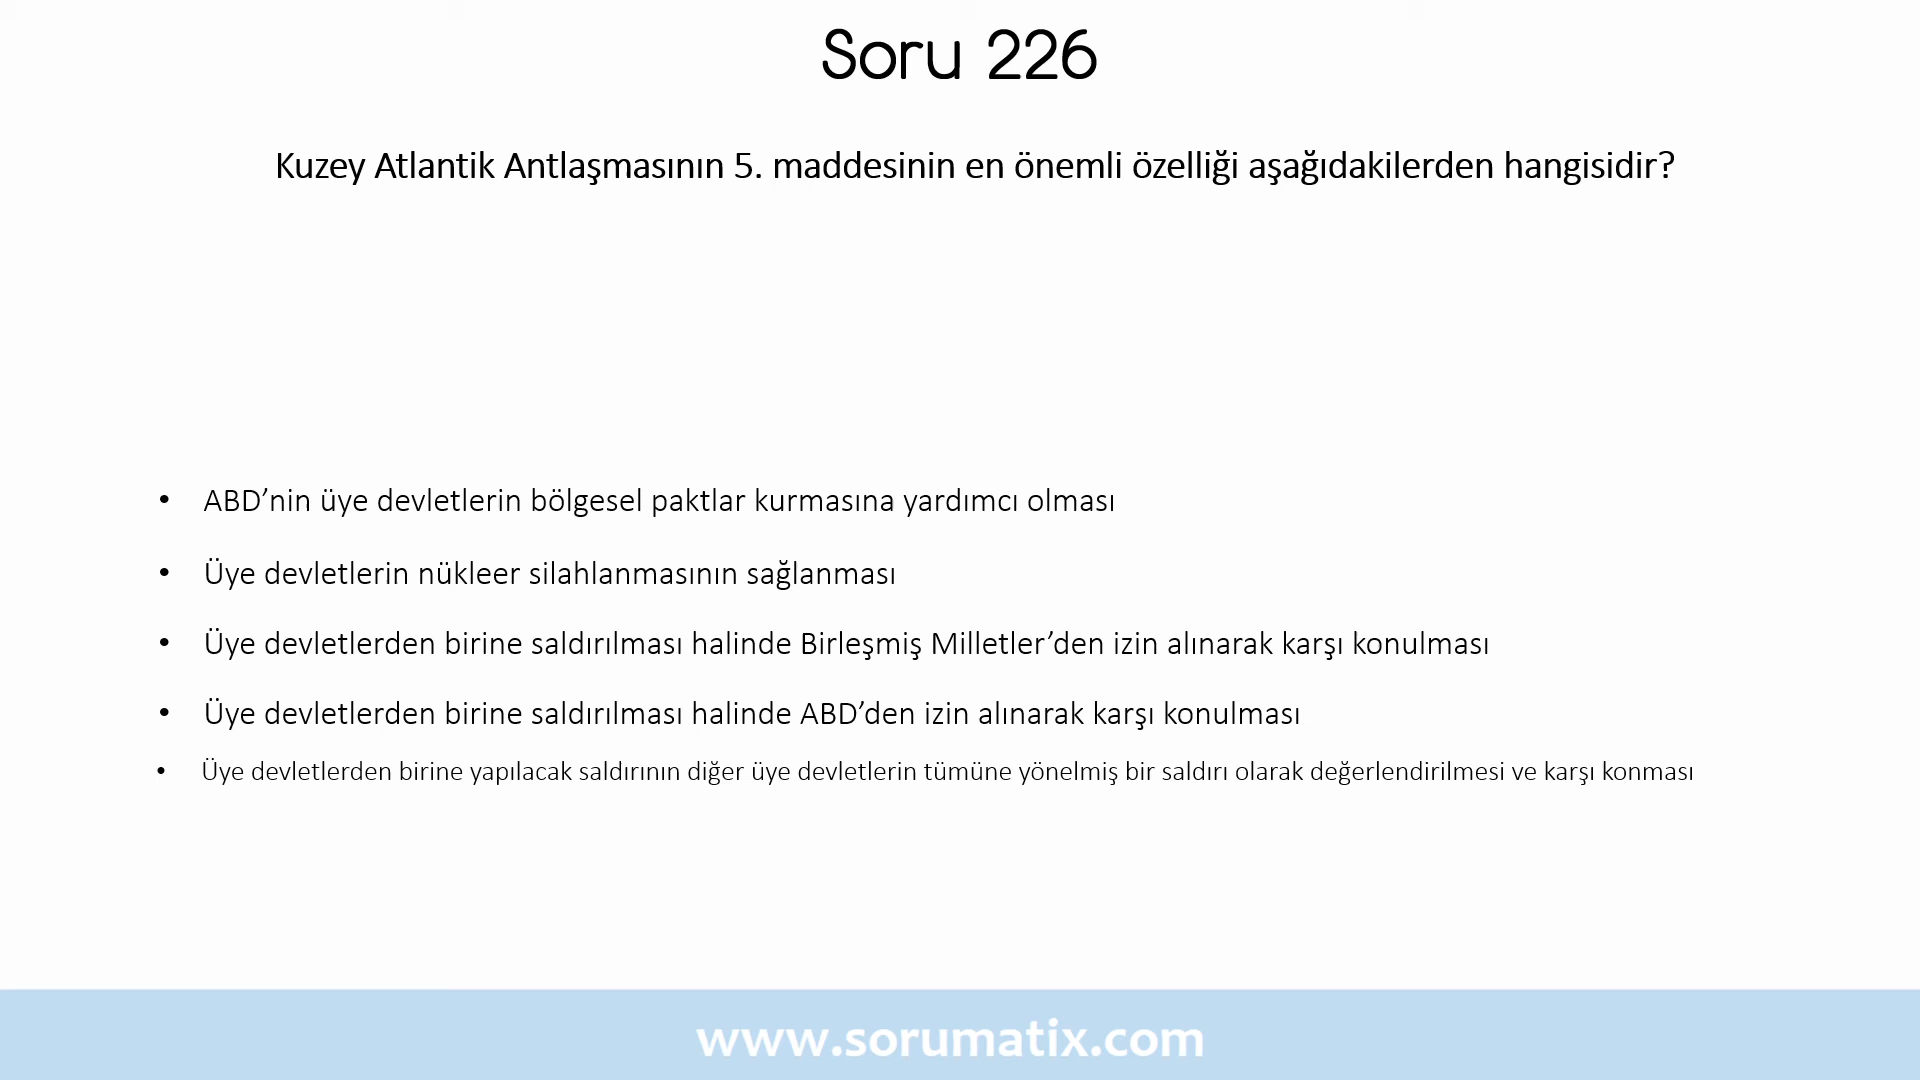 Soru 226
Kuzey Atlantik Antlaşmasının 5. maddesinin en önemli özelliği aşağıdakilerden hangisidir?
• ABD’nin üye devletlerin bölgesel paktlar kurmasına yardımcı olması
• Üye devletlerin nükleer silahlanmasının sağlanması
• Üye devletlerden birine saldırılması halinde Birleşmiş Milletler’den izin alınarak karşı konulması
• Üye devletlerden birine saldırılması halinde ABD’den izin alınarak karşı konulması
• Üye devletlerden birine yapılacak saldırının diğer üye devletlerin tümüne yönelmiş bir saldırı olarak değerlendirilmesi ve karşı konması
www.sorumatix.com